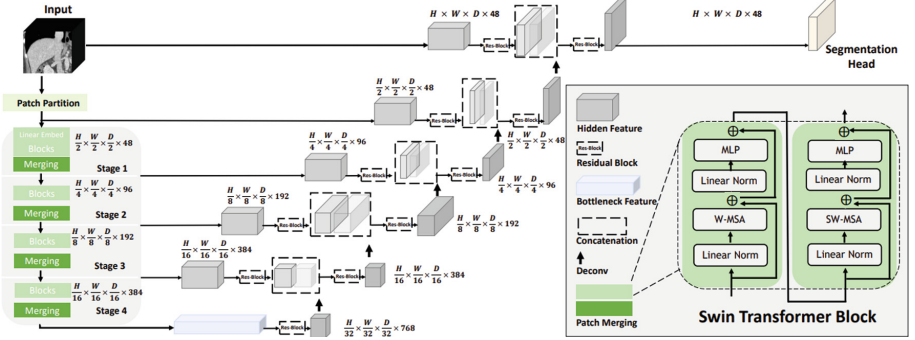 Input
H × W × D × 48
H × W × D × 48
Res-Block
Res-Block
Segmentation
Head
Patch Partition
H/2 × W/2 × D/2 × 48
Res-Block
Res-Block
H/2 × W/2 × D/2 × 48
Linear Embed
Blocks
H/2 × W/2 × D/2 × 48
Merging
Stage 1
H/4 × W/4 × D/4 × 96
Res-Block
Res-Block
H/4 × W/4 × D/4 × 96
Blocks
H/4 × W/4 × D/4 × 96
Merging
Stage 2
H/8 × W/8 × D/8 × 192
Res-Block
Res-Block
H/8 × W/8 × D/8 × 192
Blocks
H/8 × W/8 × D/8 × 192
Merging
Stage 3
H/16 × W/16 × D/16 × 384
Res-Block
Res-Block
H/16 × W/16 × D/16 × 384
Blocks
H/16 × W/16 × D/16 × 384
Merging
Stage 4
Res-Block
H/32 × W/32 × D/32 × 768
Hidden Feature
Res-Block
Residual Block
Bottleneck Feature
Concatenation
Deconv
Patch Merging
MLP
Linear Norm
W-MSA
Linear Norm
MLP
Linear Norm
SW-MSA
Linear Norm
Swin Transformer Block